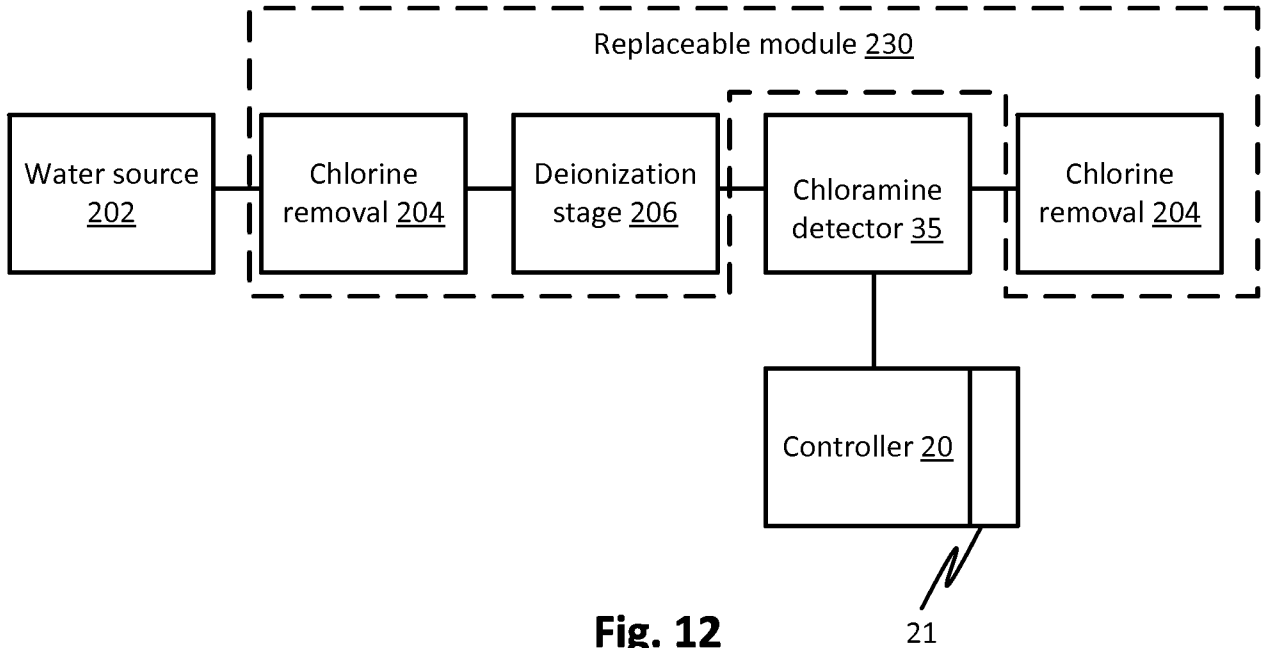 Replaceable module 230
Water source
202
Chlorine
removal 204
Deionization
stage 206
Chloramine
detector 35
Chlorine
removal 204
Controller 20
21
Fig. 12